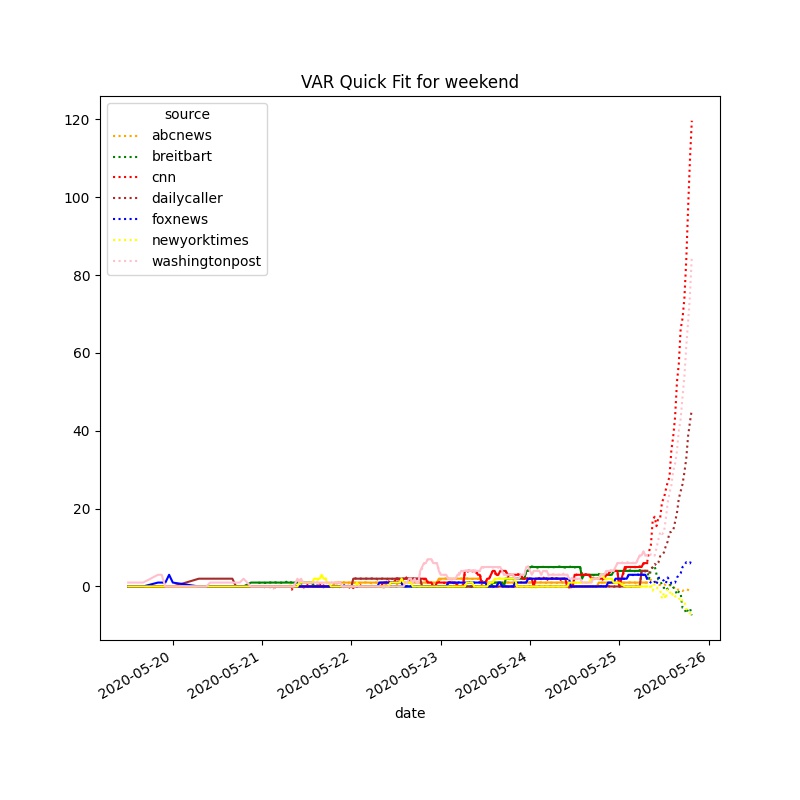 VAR Quick Fit for weekend
source
abcnews
breitbart
cnn
dailycaller
foxnews
newyorktimes
washingtonpost
120
100
80
60
40
20
0
2020-05-20
2020-05-21
2020-05-22
2020-05-23
2020-05-24
2020-05-25
2020-05-26
date